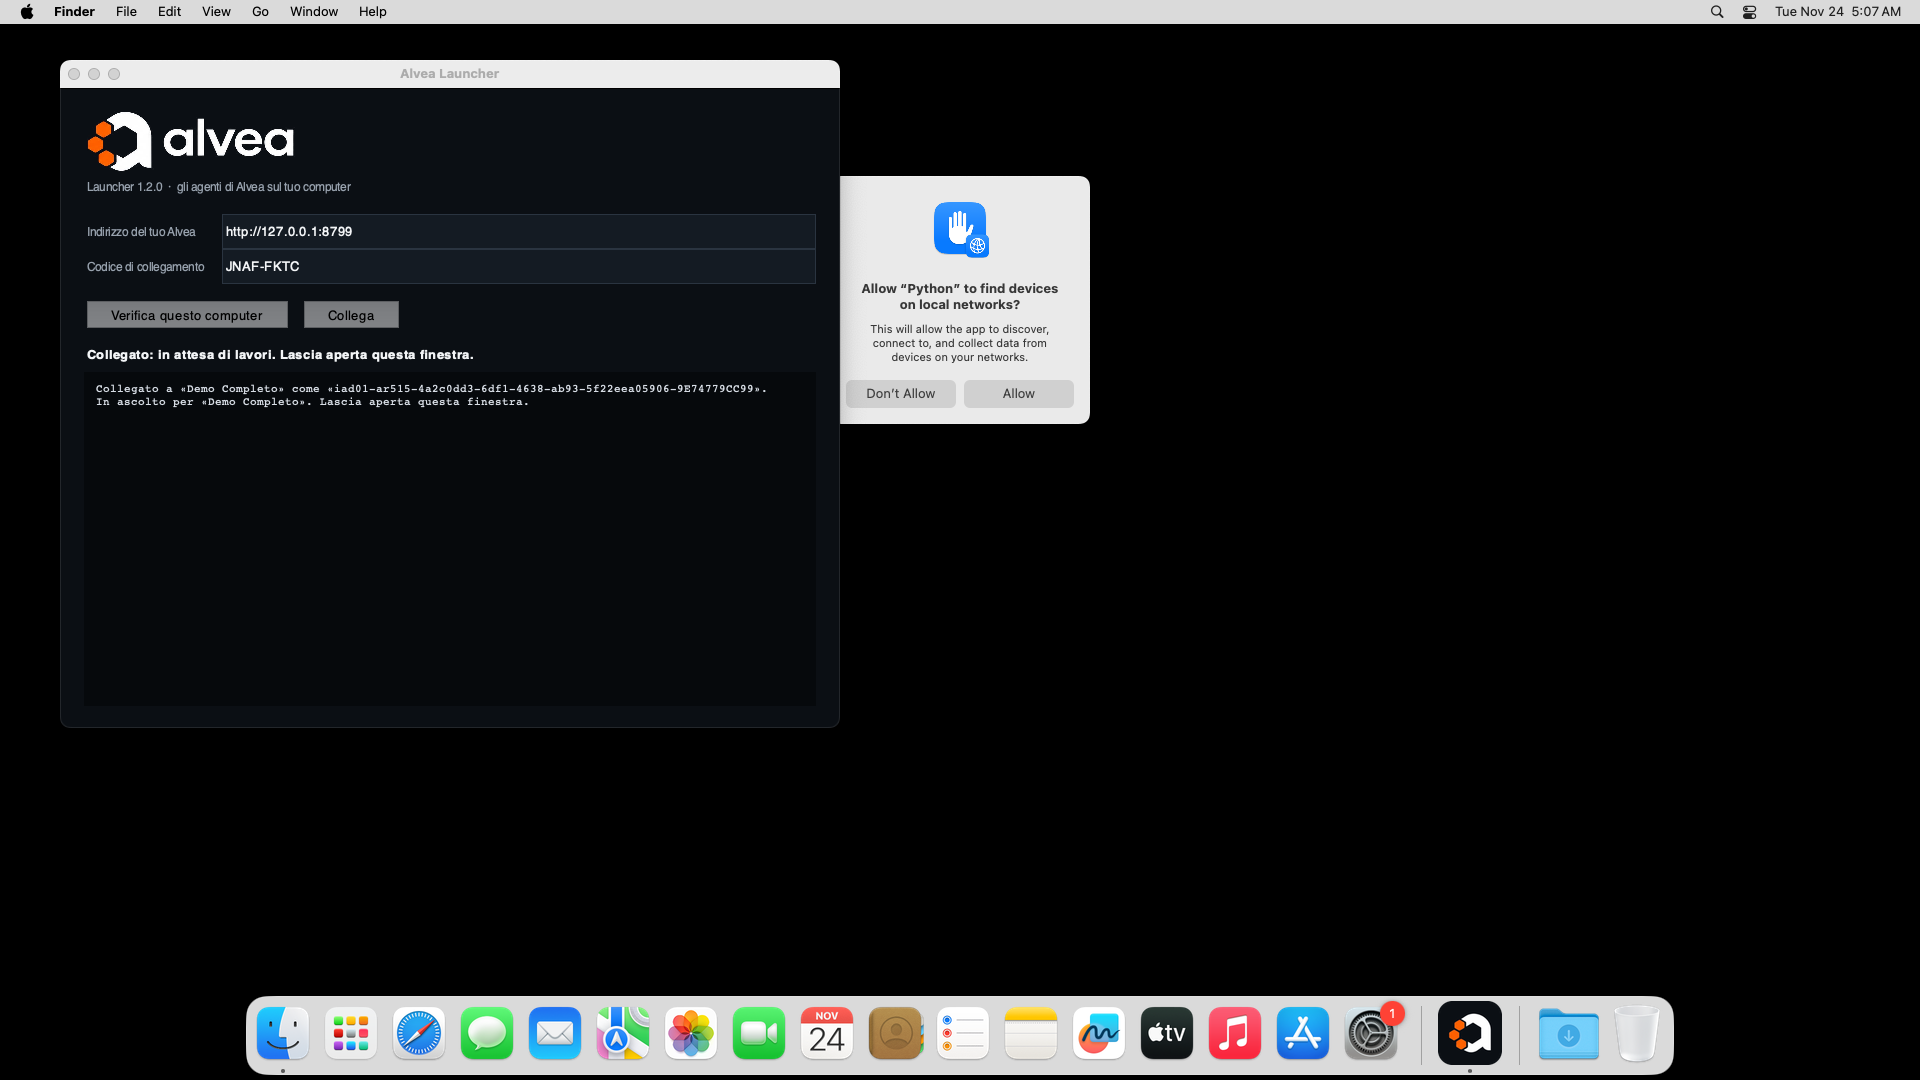 Finder File Edit View Go Window Help
Tue Nov 24 5:07 AM
Alvea Launcher
alvea
Launcher 1.2.0 · gli agenti di Alvea sul tuo computer
Indirizzo del tuo Alvea
http://127.0.0.1:8799
Codice di collegamento
JNAF-FKTC
Verifica questo computer
Collega
Collegato: in attesa di lavori. Lascia aperta questa finestra.
Collegato a «Demo Completo» come «iad01-ar515-4a2c0dd3-6df1-4638-ab93-5f22eea05906-9E74779CC99».
In ascolto per «Demo Completo». Lascia aperta questa finestra.
Allow “Python” to find devices
on local networks?
This will allow the app to discover,
connect to, and collect data from
devices on your networks.
Don’t Allow
Allow
NOV
24
tv
1